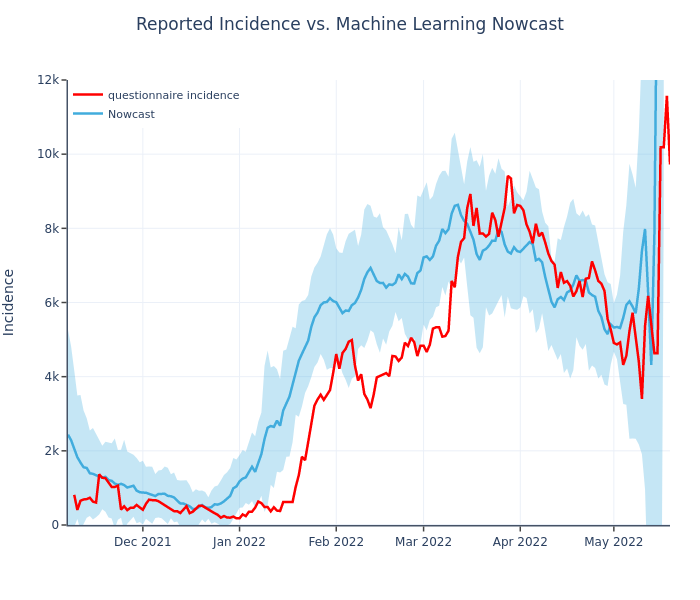 Reported Incidence vs. Machine Learning Nowcast
questionnaire incidence
Nowcast
Incidence
12k
10k
8k
6k
4k
2k
0
Dec 2021
Jan 2022
Feb 2022
Mar 2022
Apr 2022
May 2022